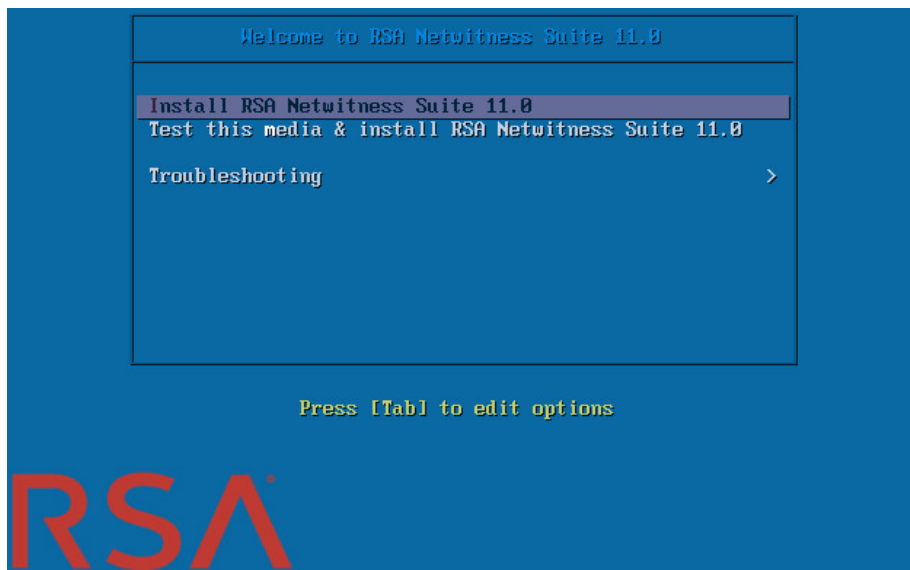 Welcome to RSA Netwitness Suite 11.0
Install RSA Netwitness Suite 11.0
Test this media & install RSA Netwitness Suite 11.0
Troubleshooting >
Press [Tab] to edit options
RSA